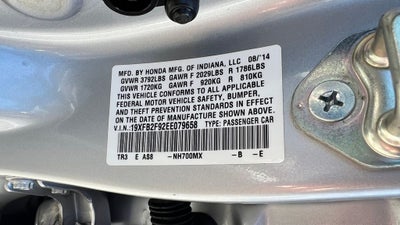 MFD. BY HONDA MFG. OF INDIANA, LLC 08/'14
GVWR 3792LBS GAWR F 2029LBS R 1786LBS
GVWR 1720KG GAWR F 920KG R 810KG
THIS VEHICLE CONFORMS TO ALL APPLICABLE
FEDERAL MOTOR VEHICLE SAFETY, BUMPER,
AND THEFT PREVENTION STANDARDS IN EFFECT
ON THE DATE OF MANUFACTURE SHOWN ABOVE.
V.I.N.: 19XFB2F92EE079658 TYPE: PASSENGER CAR
TR3 E AS8 -NH700MX -B -E